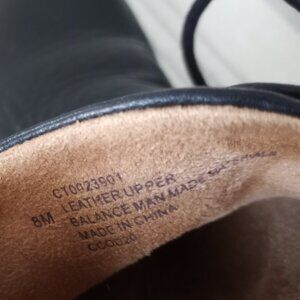 CT0023901
8M LEATHER UPPER
BALANCE MAN MADE MATERIALS
MADE IN CHINA